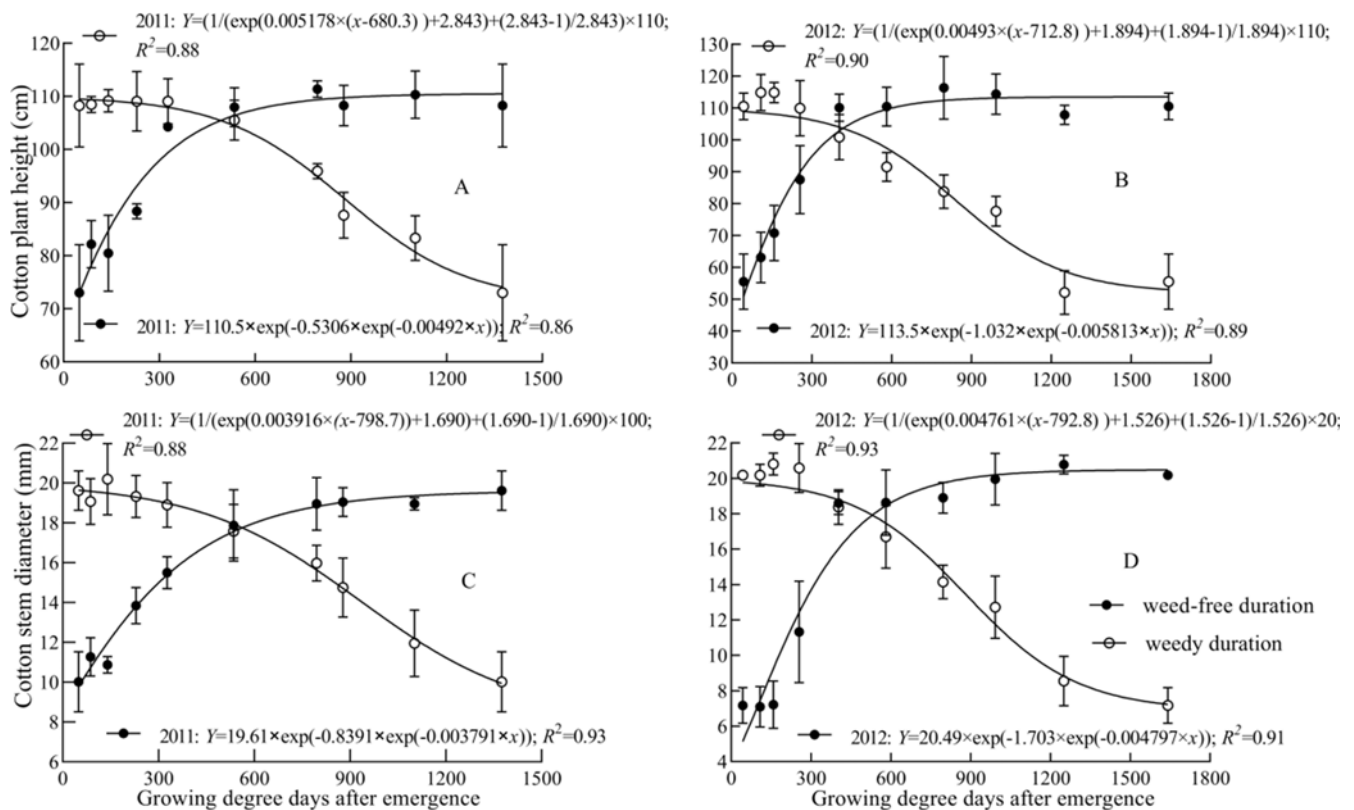 2011: Y=(1/(exp(0.005178×(x-680.3) )+2.843)+(2.843-1)/2.843)×110;
R²=0.88
Cotton plant height (cm)
120
110
100
90
80
70
60
A
2011: Y=110.5×exp(-0.5306×exp(-0.00492×x)); R²=0.86
0 300 600 900 1200 1500
2012: Y=(1/(exp(0.00493×(x-712.8) )+1.894)+(1.894-1)/1.894)×110;
R²=0.90
130
120
110
100
90
80
70
60
50
40
30
B
2012: Y=113.5×exp(-1.032×exp(-0.005813×x)); R²=0.89
0 300 600 900 1200 1500 1800
2011: Y=(1/(exp(0.003916×(x-798.7))+1.690)+(1.690-1)/1.690)×100;
R²=0.88
Cotton stem diameter (mm)
22
20
18
16
14
12
10
8
6
C
2011: Y=19.61×exp(-0.8391×exp(-0.003791×x)); R²=0.93
0 300 600 900 1200 1500
Growing degree days after emergence
2012: Y=(1/(exp(0.004761×(x-792.8) )+1.526)+(1.526-1)/1.526)×20;
R²=0.93
22
20
18
16
14
12
10
8
6
4
D
weed-free duration
weedy duration
2012: Y=20.49×exp(-1.703×exp(-0.004797×x)); R²=0.91
0 300 600 900 1200 1500 1800
Growing degree days after emergence